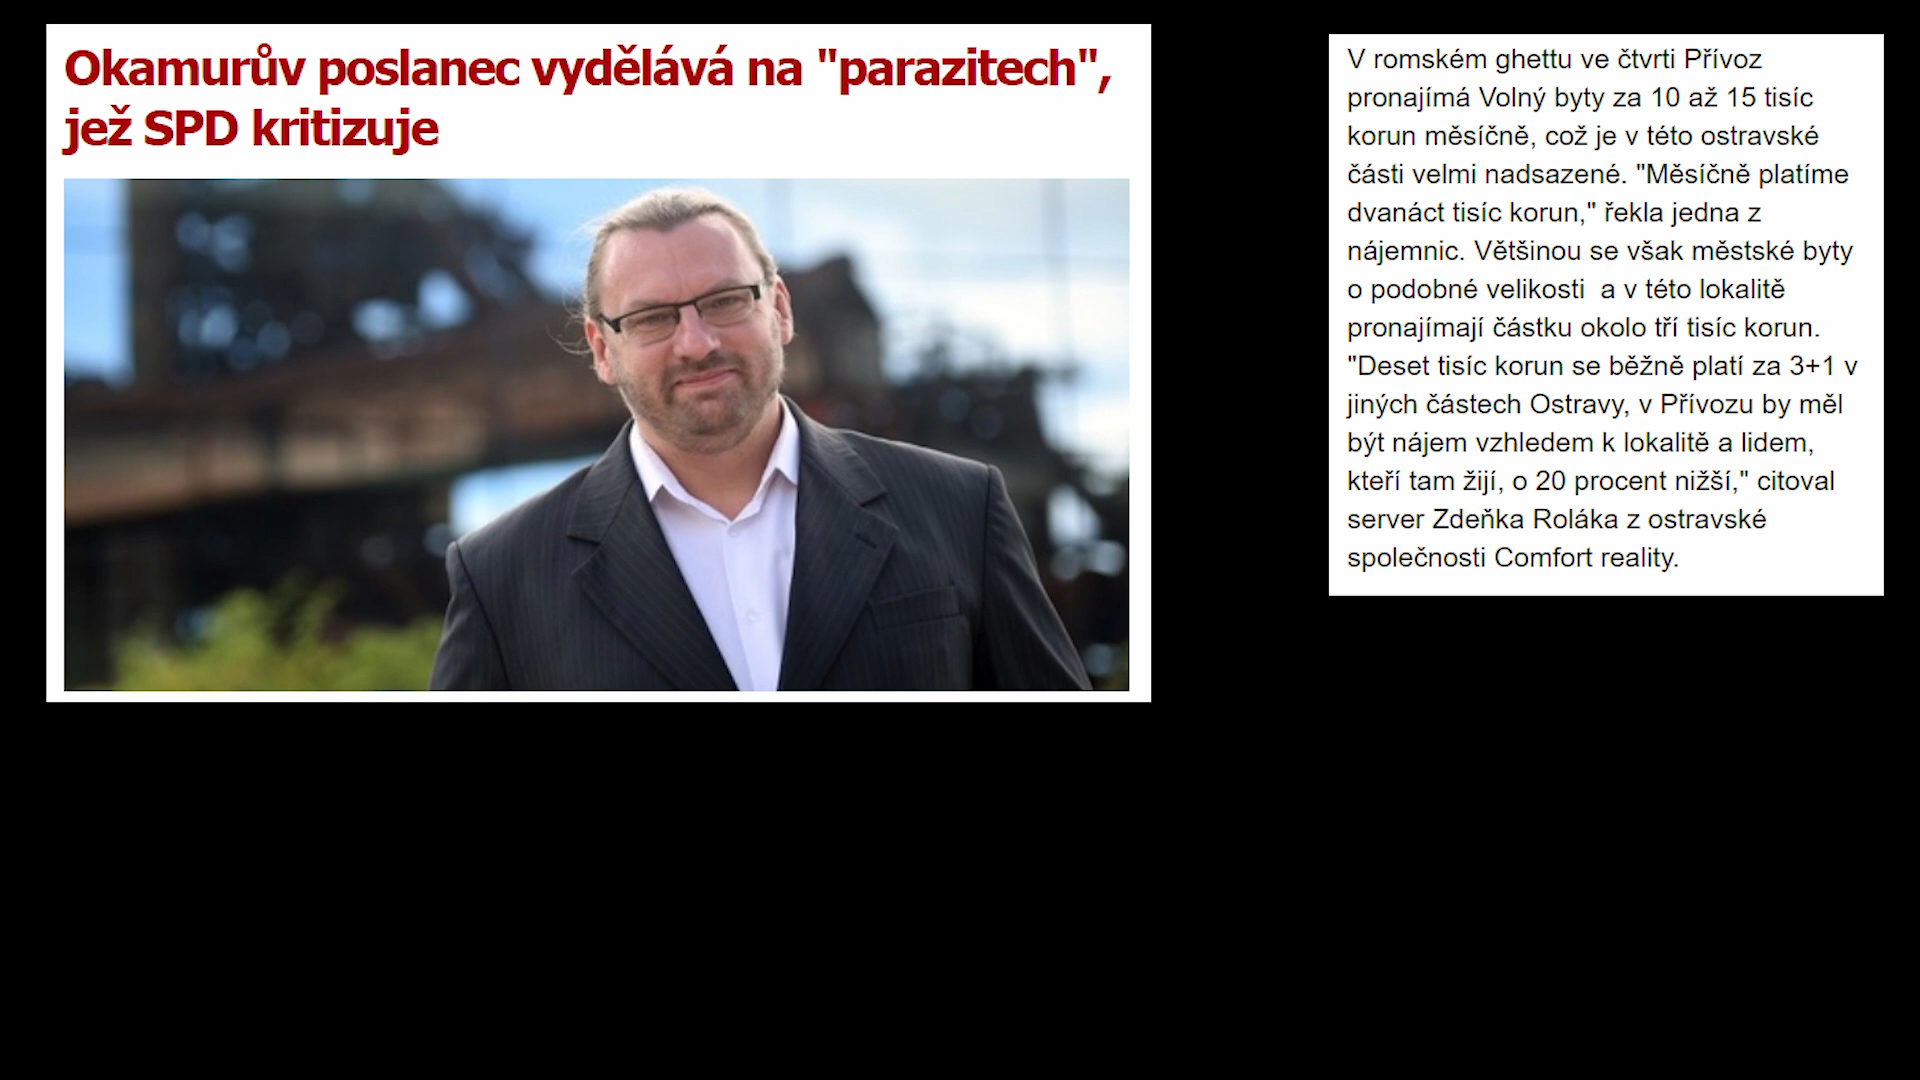 Okamurův poslanec vydělává na "parazitech",
jež SPD kritizuje
V romském ghettu ve čtvrti Přívoz
pronajímá Volný byty za 10 až 15 tisíc
korun měsíčně, což je v této ostravské
části velmi nadsazené. "Měsíčně platíme
dvanáct tisíc korun," řekla jedna z
nájemnic. Většinou se však městské byty
o podobné velikosti  a v této lokalitě
pronajímají částku okolo tří tisíc korun.
"Deset tisíc korun se běžně platí za 3+1 v
jiných částech Ostravy, v Přívozu by měl
být nájem vzhledem k lokalitě a lidem,
kteří tam žijí, o 20 procent nižší," citoval
server Zdeňka Roláka z ostravské
společnosti Comfort reality.